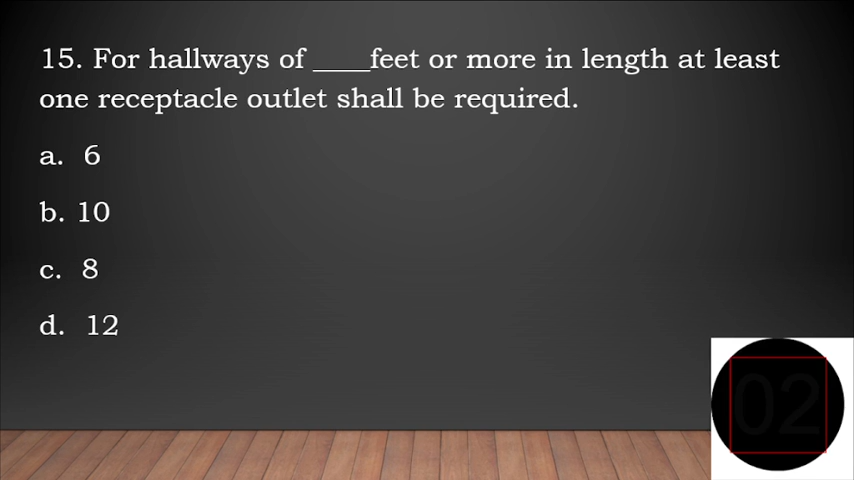 15. For hallways of ____feet or more in length at least
one receptacle outlet shall be required.
a. 6
b. 10
c. 8
d. 12
02